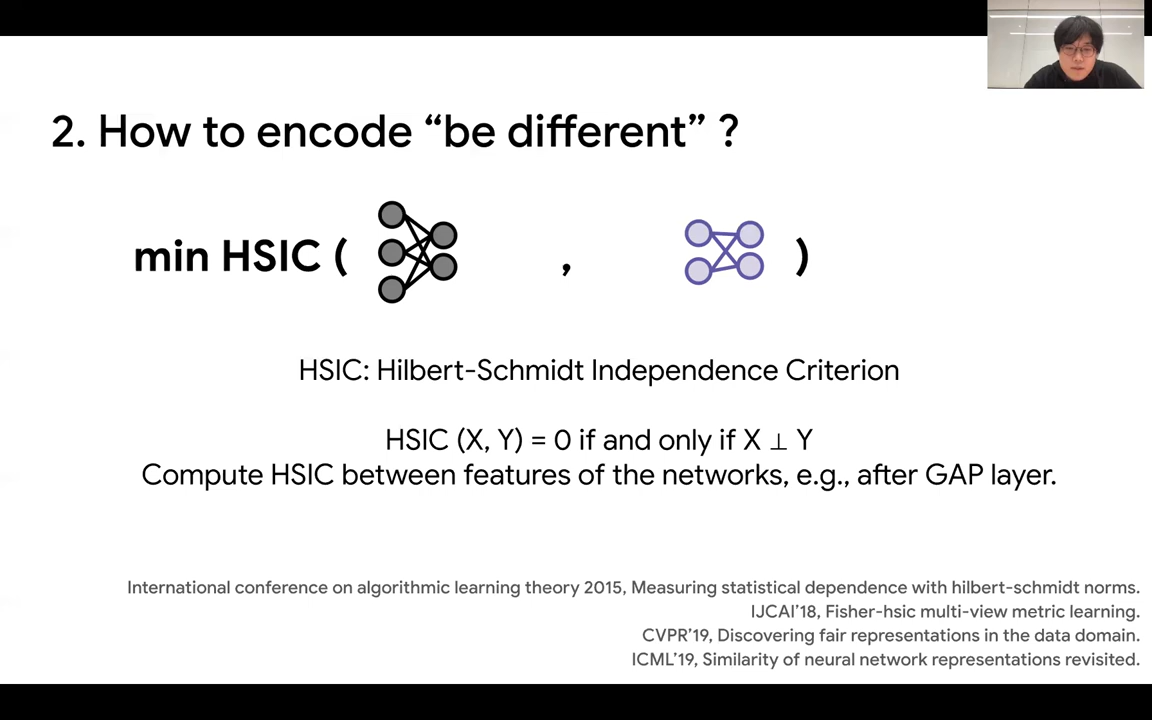 2. How to encode “be different” ?
min HSIC ( , )
HSIC: Hilbert-Schmidt Independence Criterion
HSIC (X, Y) = 0 if and only if X ⊥ Y
Compute HSIC between features of the networks, e.g., after GAP layer.
International conference on algorithmic learning theory 2015, Measuring statistical dependence with hilbert-schmidt norms.
IJCAI’18, Fisher-hsic multi-view metric learning.
CVPR’19, Discovering fair representations in the data domain.
ICML’19, Similarity of neural network representations revisited.